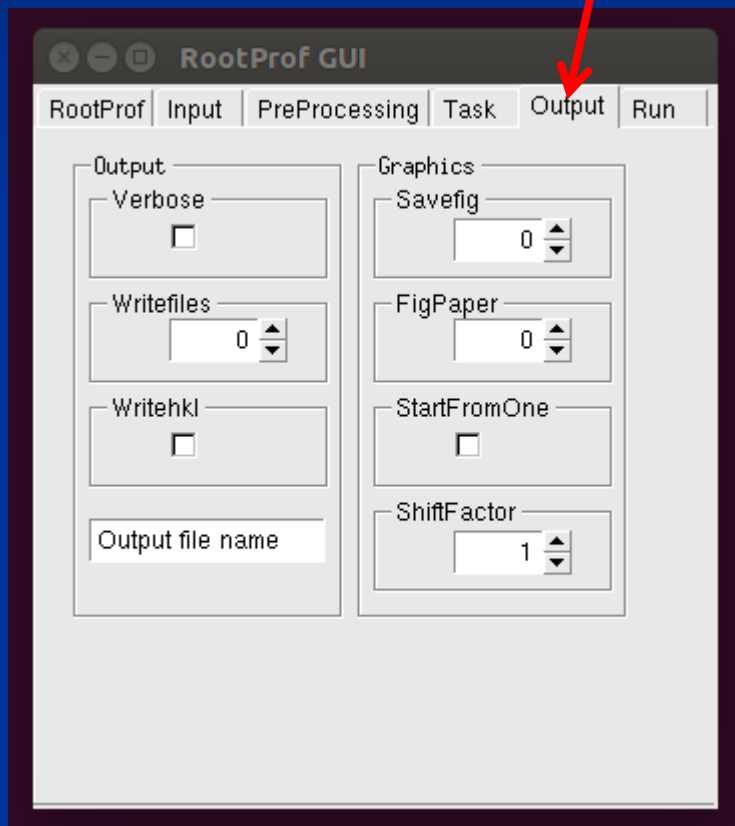 RootProf GUI
RootProf Input PreProcessing Task Output Run
Output
Verbose
Writefiles
0
Writehkl
Output file name
Graphics
Savefig
0
FigPaper
0
StartFromOne
ShiftFactor
1